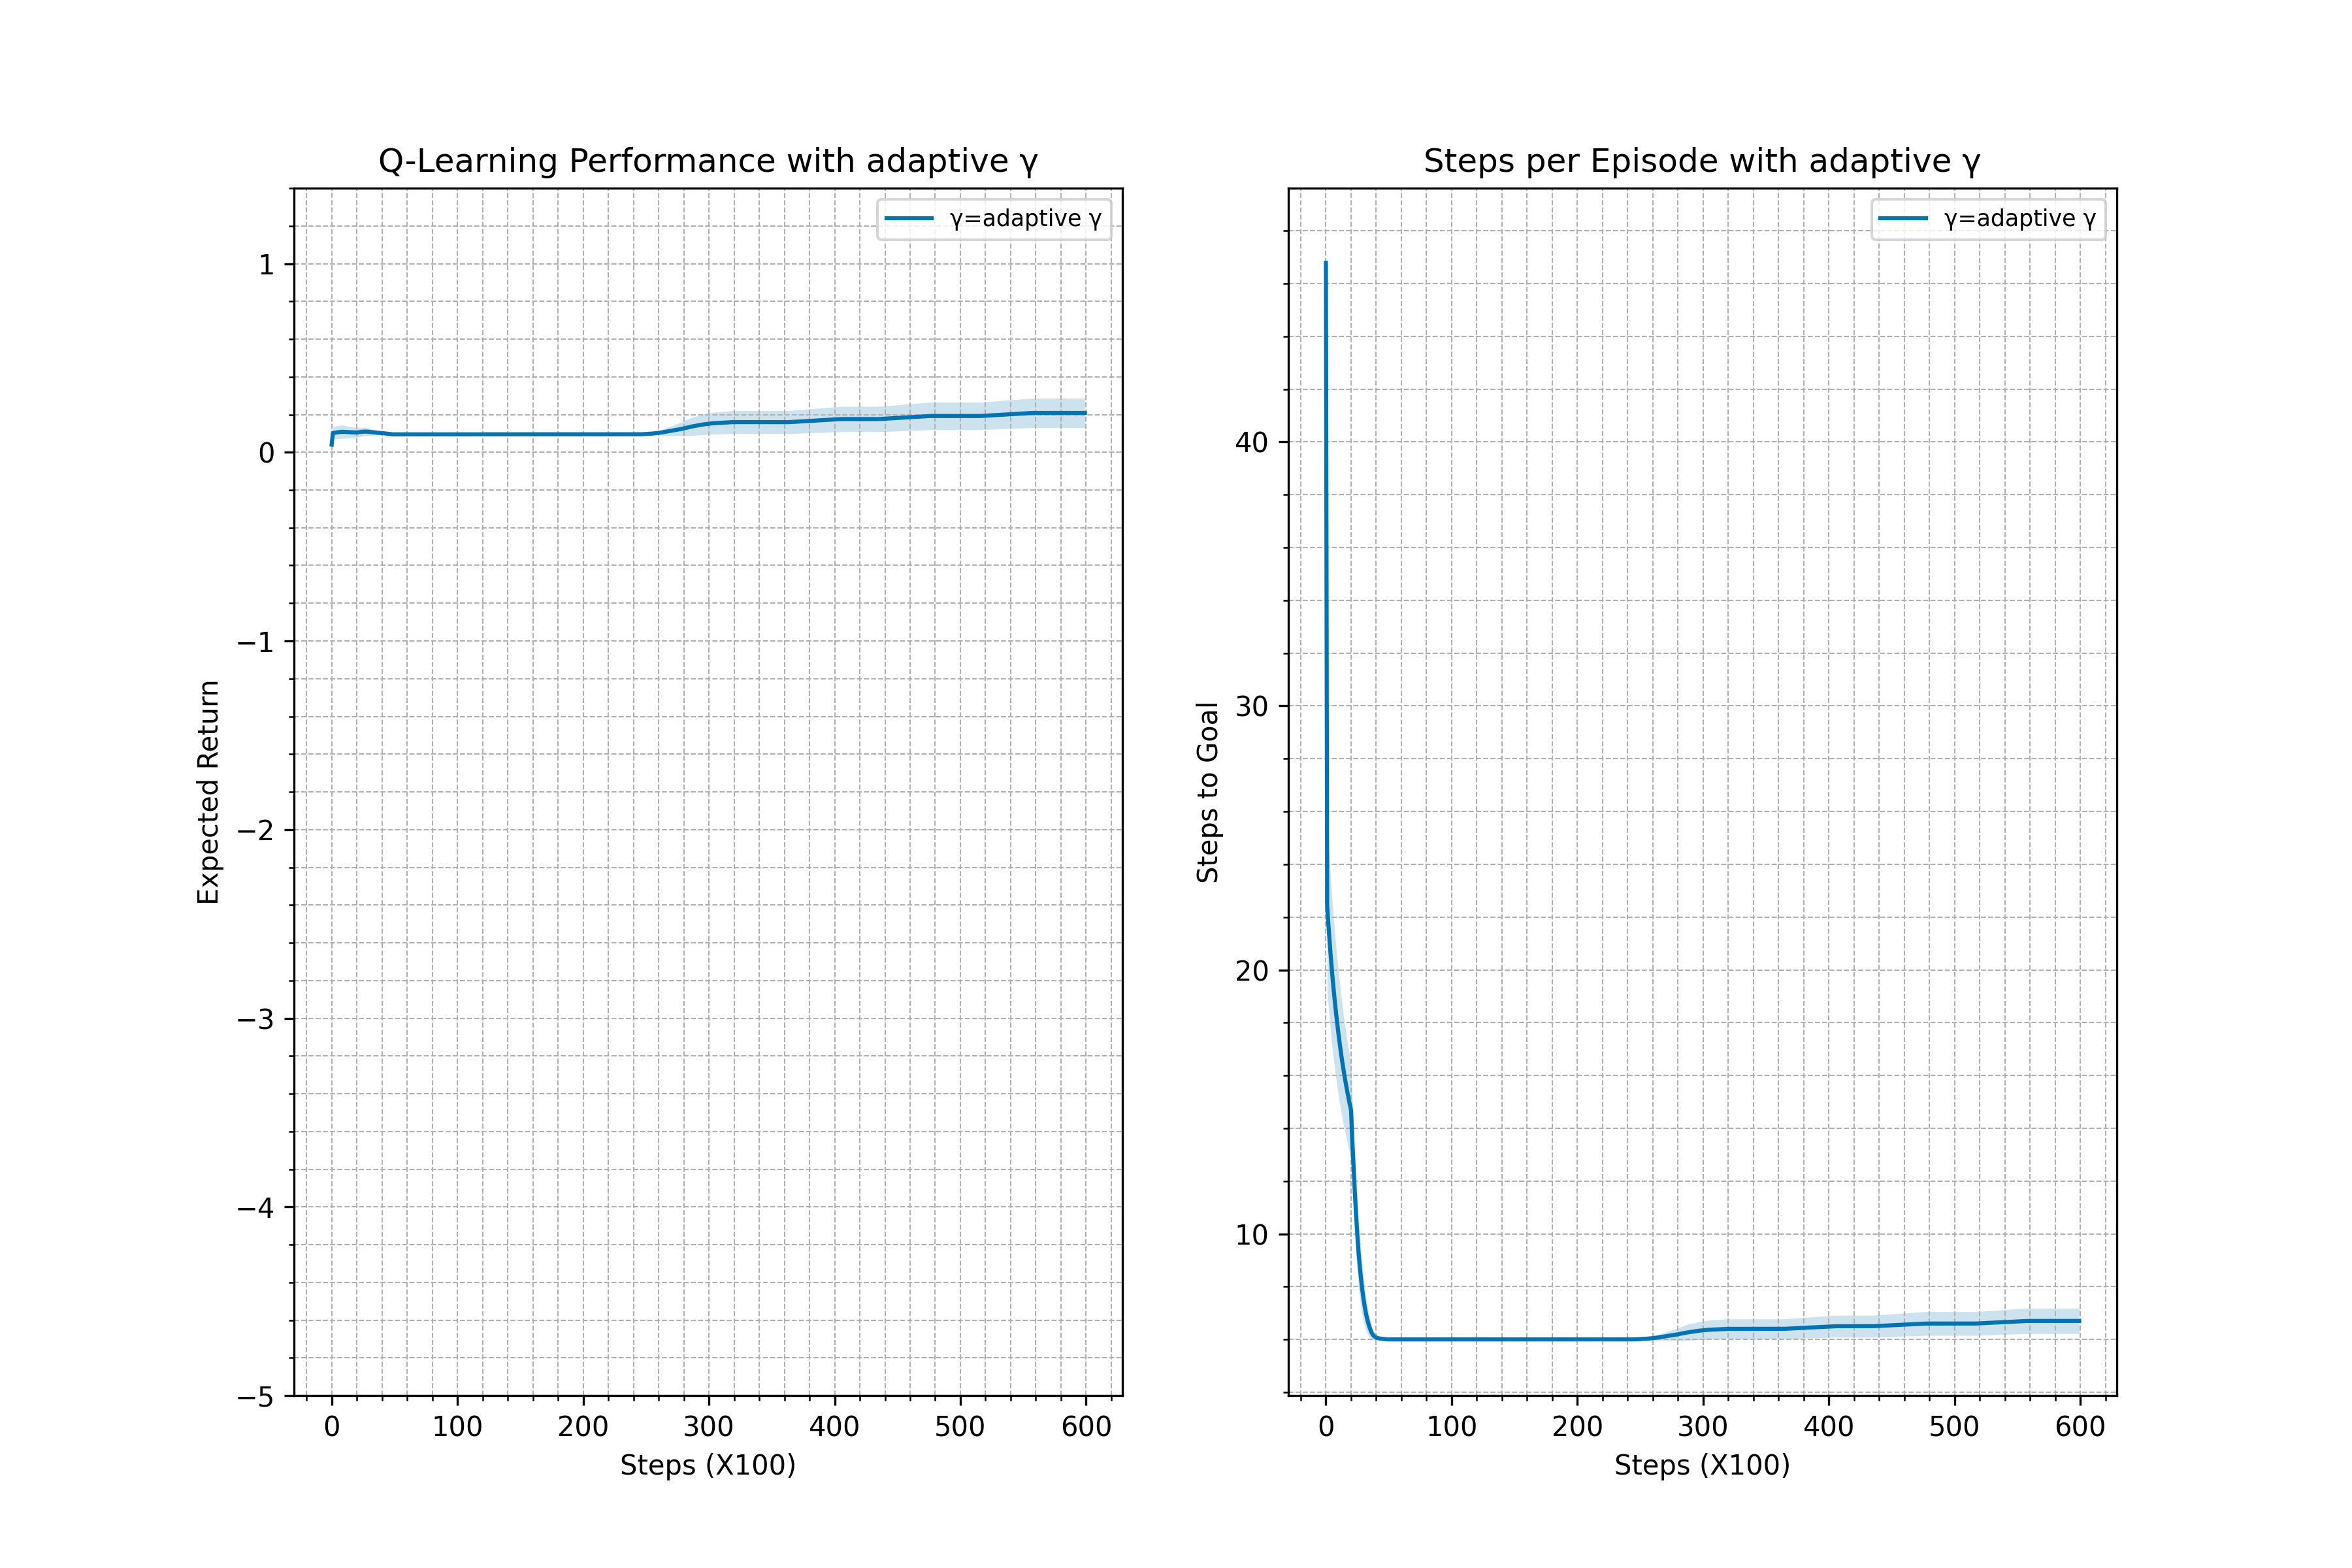 Q-Learning Performance with adaptive γ
γ=adaptive γ
1
0
−1
−2
−3
−4
−5
Expected Return
0 100 200 300 400 500 600
Steps (X100)
Steps per Episode with adaptive γ
γ=adaptive γ
40
30
20
10
Steps to Goal
0 100 200 300 400 500 600
Steps (X100)